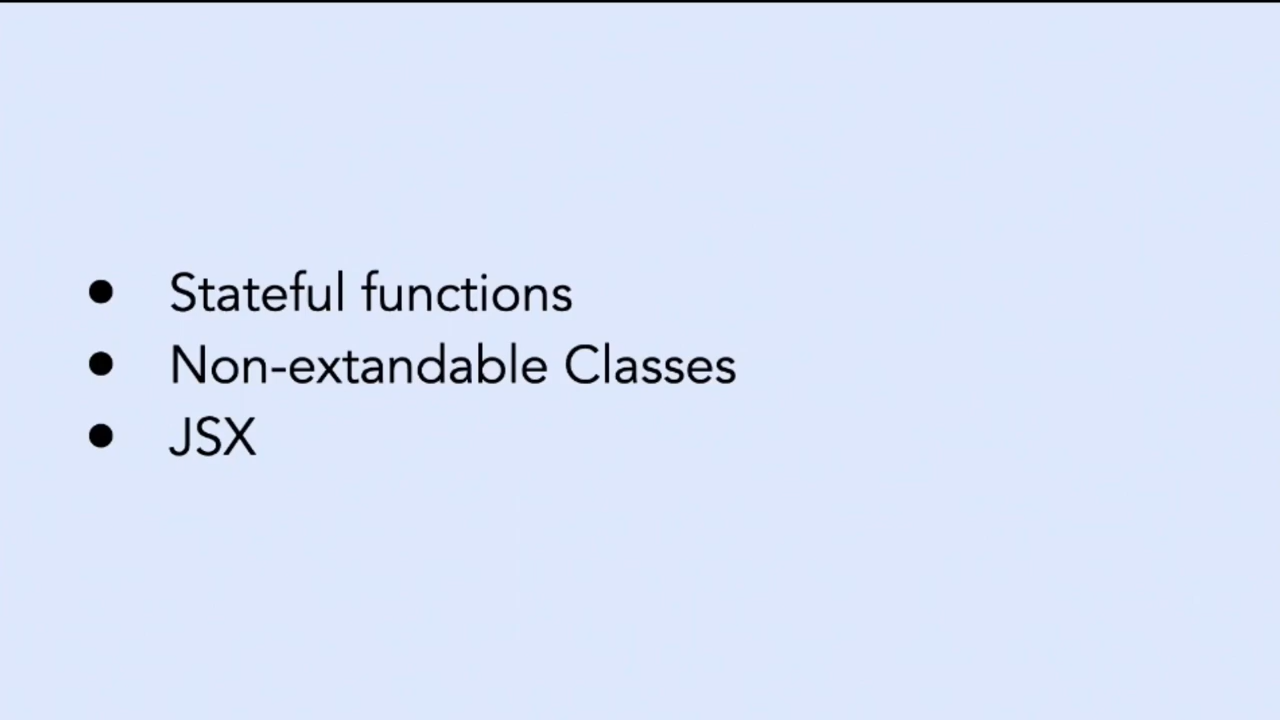 • Stateful functions
• Non-extandable Classes
• JSX